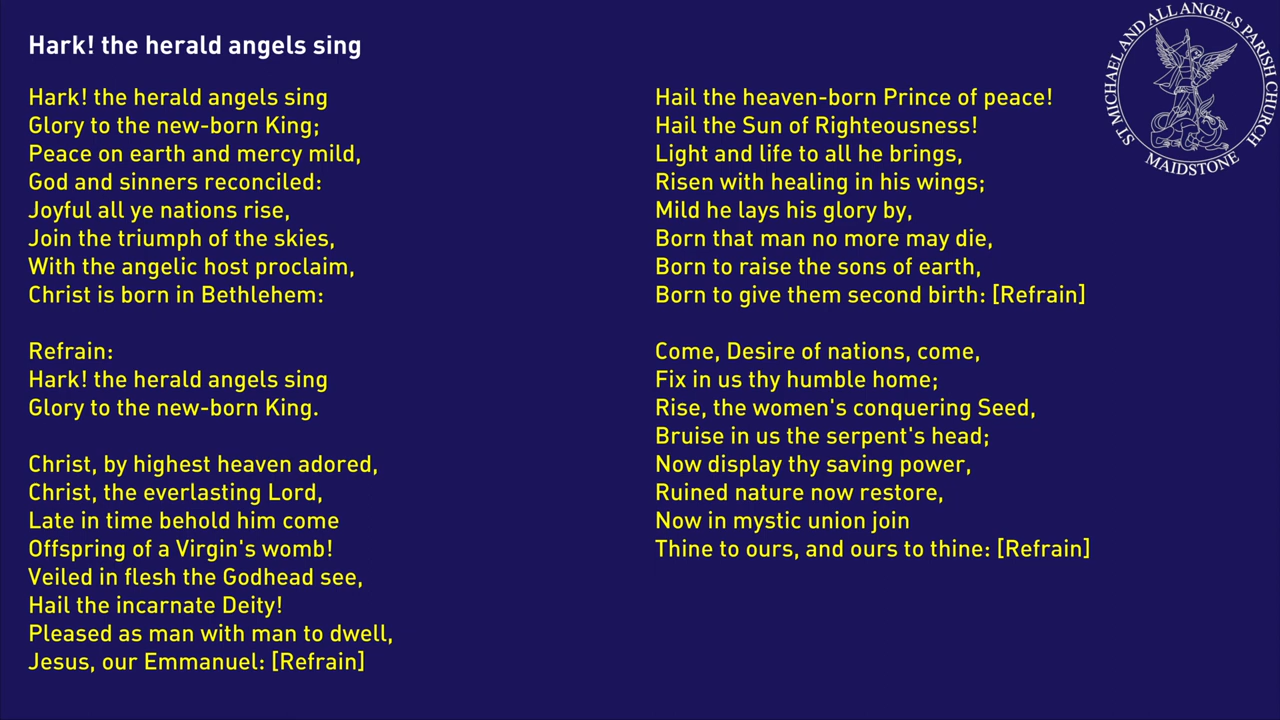 Hark! the herald angels sing
Hark! the herald angels sing
Glory to the new-born King;
Peace on earth and mercy mild,
God and sinners reconciled:
Joyful all ye nations rise,
Join the triumph of the skies,
With the angelic host proclaim,
Christ is born in Bethlehem:
Refrain:
Hark! the herald angels sing
Glory to the new-born King.
Christ, by highest heaven adored,
Christ, the everlasting Lord,
Late in time behold him come
Offspring of a Virgin's womb!
Veiled in flesh the Godhead see,
Hail the incarnate Deity!
Pleased as man with man to dwell,
Jesus, our Emmanuel: [Refrain]
Hail the heaven-born Prince of peace!
Hail the Sun of Righteousness!
Light and life to all he brings,
Risen with healing in his wings;
Mild he lays his glory by,
Born that man no more may die,
Born to raise the sons of earth,
Born to give them second birth: [Refrain]
Come, Desire of nations, come,
Fix in us thy humble home;
Rise, the women's conquering Seed,
Bruise in us the serpent's head;
Now display thy saving power,
Ruined nature now restore,
Now in mystic union join
Thine to ours, and ours to thine: [Refrain]
ST MICHAEL AND ALL ANGELS PARISH CHURCH
MAIDSTONE